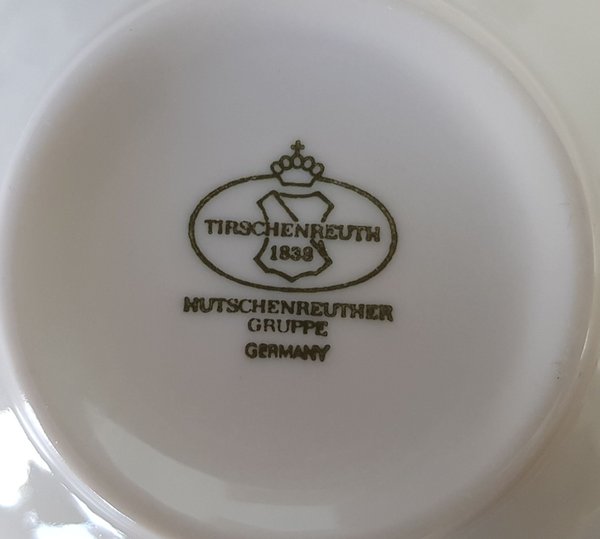 TIRSCHENREUTH
1838
HUTSCHENREUTHER
GRUPPE
GERMANY